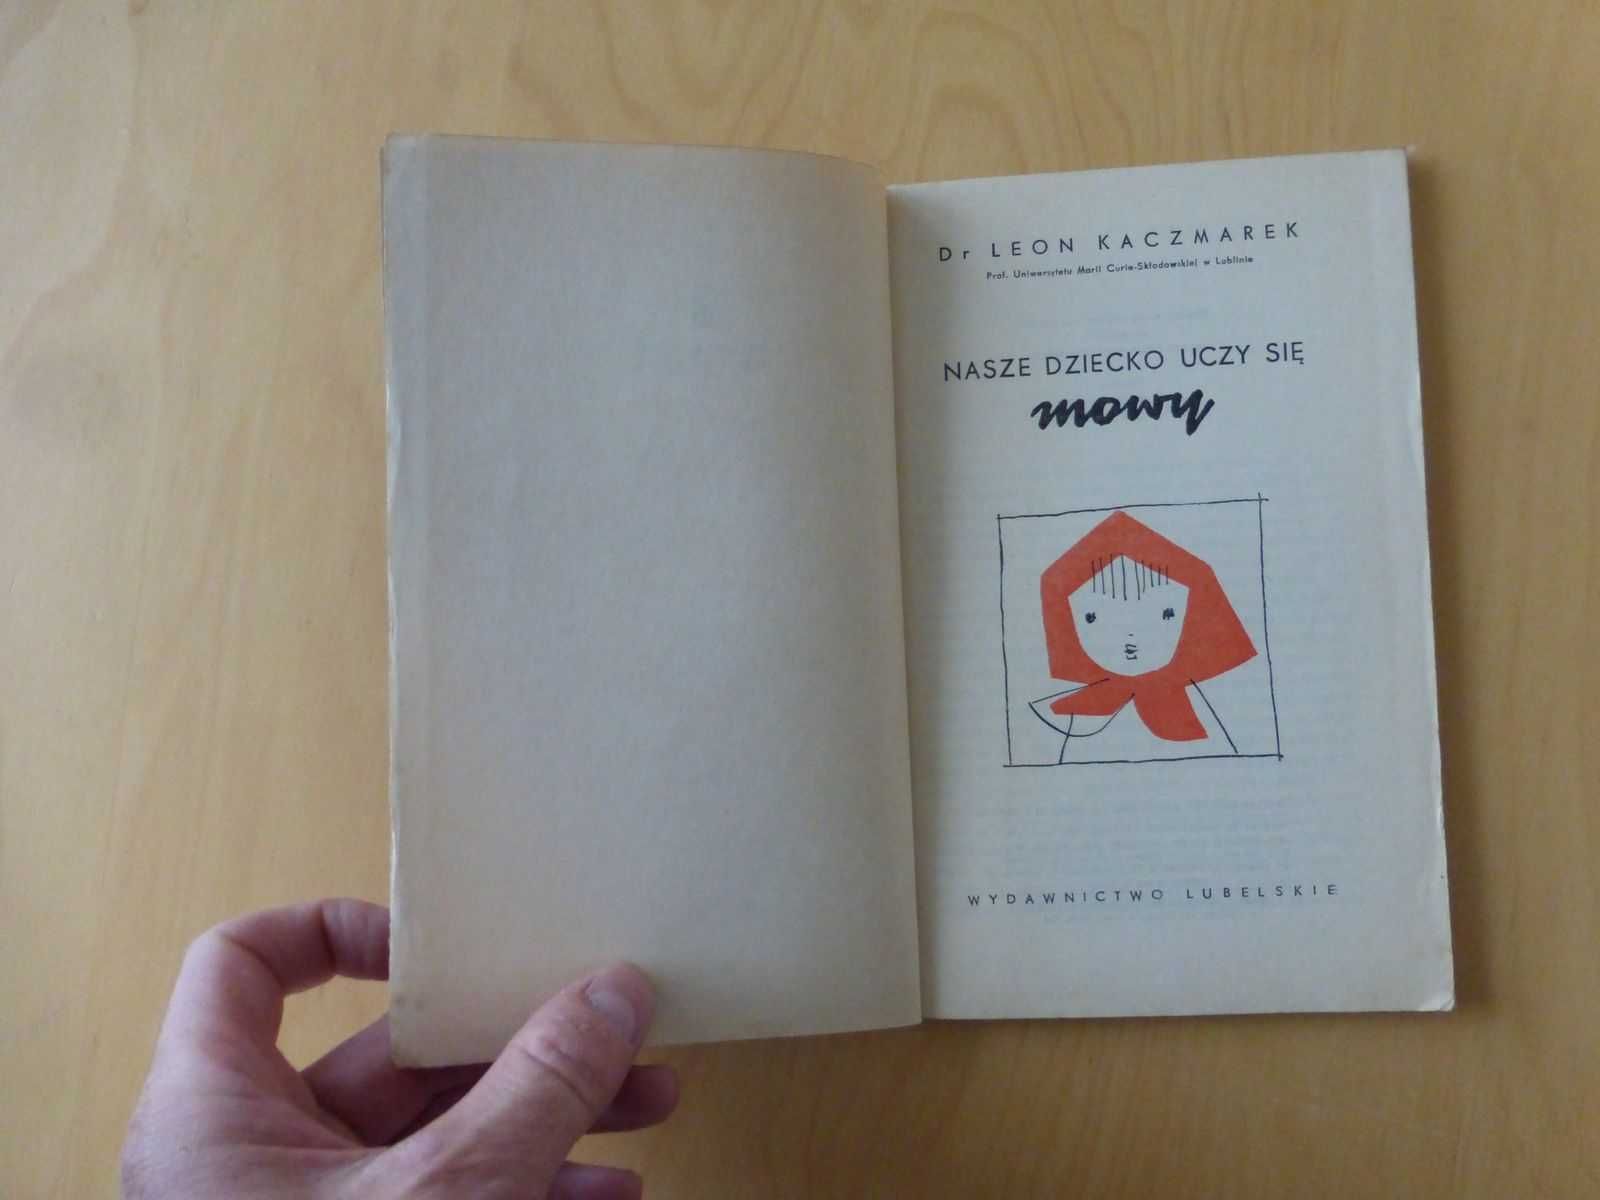 Dr LEON KACZMAREK
Prof. Uniwersytetu Marii Curie-Skłodowskiej w Lublinie
NASZE DZIECKO UCZY SIĘ
mowy
WYDAWNICTWO LUBELSKIE